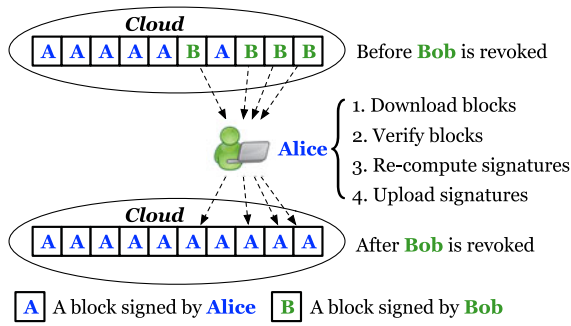 Cloud
A A A A A B A B B B
Before Bob is revoked
Alice
1. Download blocks
2. Verify blocks
3. Re-compute signatures
4. Upload signatures
Cloud
A A A A A A A A A A
After Bob is revoked
A A block signed by Alice B A block signed by Bob